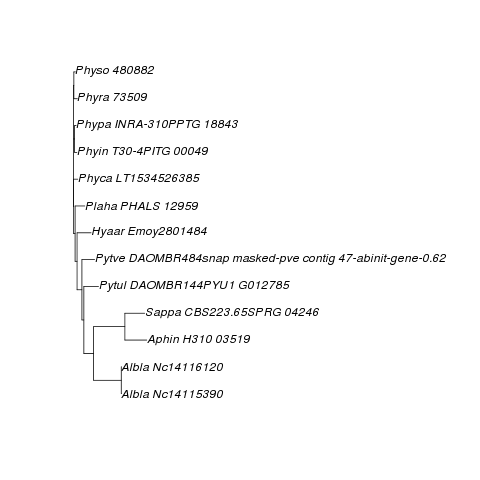 Physo 480882
Phyra 73509
Phypa INRA-310PPTG 18843
Phyin T30-4PITG 00049
Phyca LT1534526385
Plaha PHALS 12959
Hyaar Emoy2801484
Pytve DAOMBR484snap masked-pve contig 47-abinit-gene-0.62
Pytul DAOMBR144PYU1 G012785
Sappa CBS223.65SPRG 04246
Aphin H310 03519
Albla Nc14116120
Albla Nc14115390